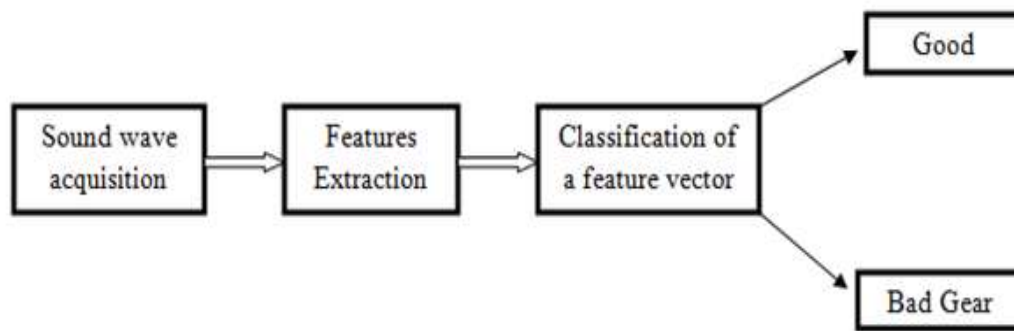 Good
Sound wave
acquisition
Features
Extraction
Classification of
a feature vector
Bad Gear